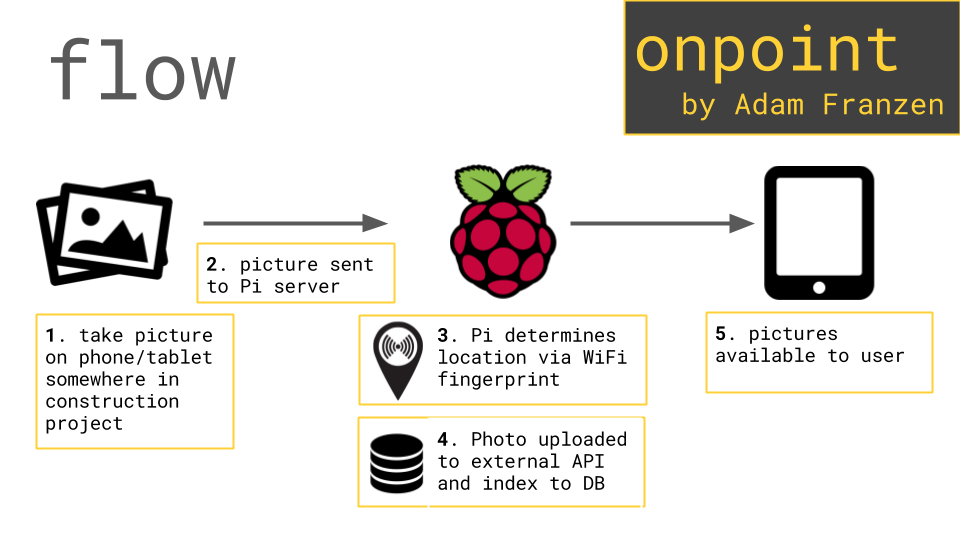 flow
onpoint
by Adam Franzen
2. picture sent
to Pi server
1. take picture
on phone/tablet
somewhere in
construction
project
3. Pi determines
location via WiFi
fingerprint
4. Photo uploaded
to external API
and index to DB
5. pictures
available to user